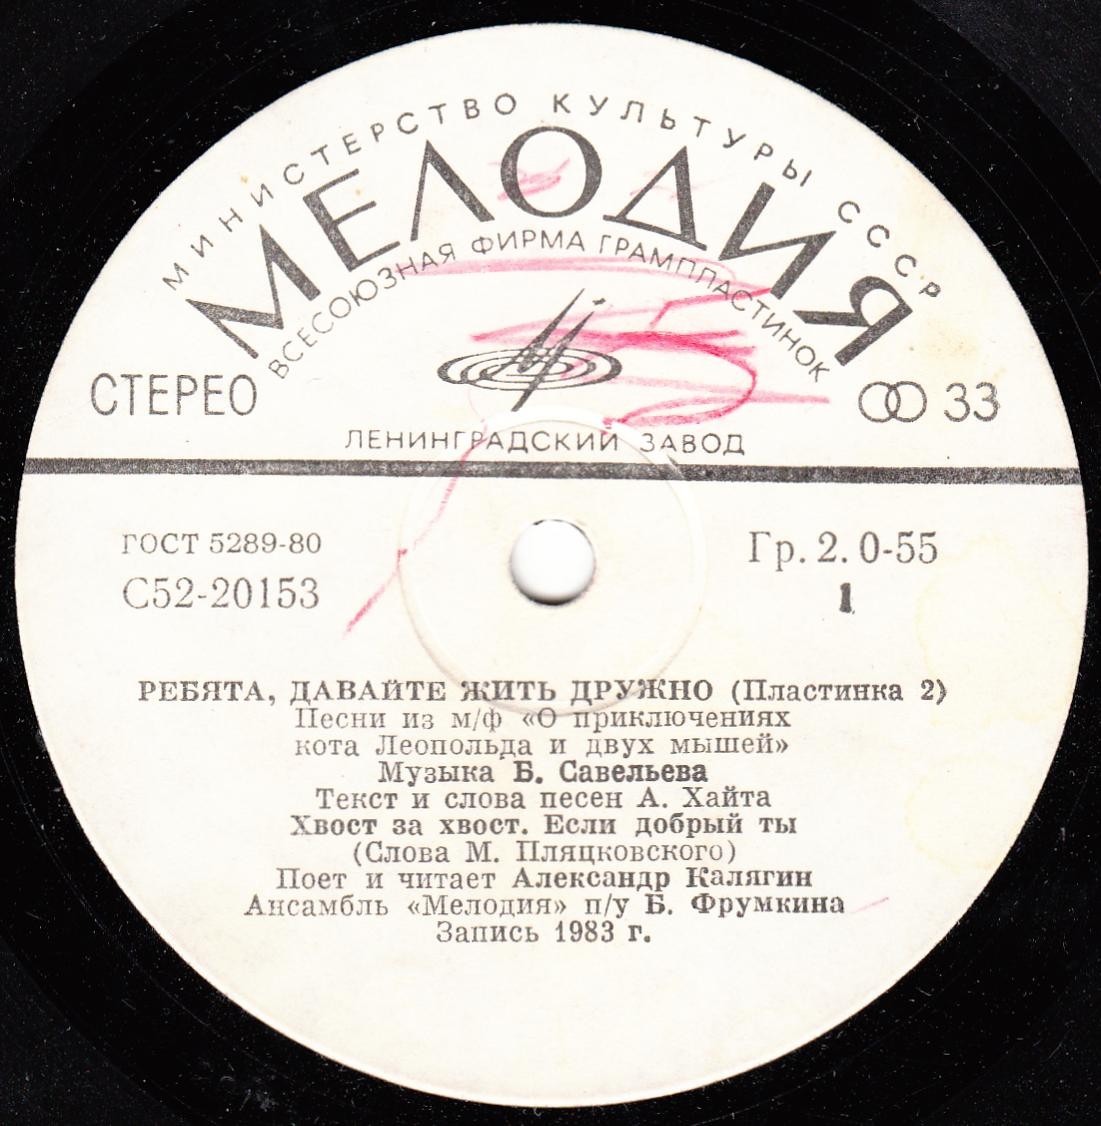 МИНИСТЕРСТВО КУЛЬТУРЫ СССР
МЕЛОДИЯ
ВСЕСОЮЗНАЯ ФИРМА ГРАМПЛАСТИНОК
СТЕРЕО
33
ЛЕНИНГРАДСКИЙ ЗАВОД
ГОСТ 5289-80
Гр. 2. 0-55
С52-20153
1
РЕБЯТА, ДАВАЙТЕ ЖИТЬ ДРУЖНО (Пластинка 2)
Песни из м/ф «О приключениях
кота Леопольда и двух мышей»
Музыка Б. Савельева
Текст и слова песен А. Хайта
Хвост за хвост. Если добрый ты
(Слова М. Пляцковского)
Поет и читает Александр Калягин
Ансамбль «Мелодия» п/у Б. Фрумкина
Запись 1983 г.